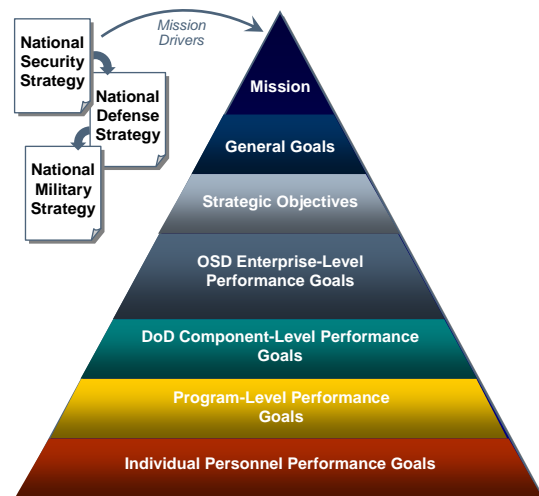 National
Security
Strategy
Mission
Drivers
National
Defense
Strategy
National
Military
Strategy
Mission
General Goals
Strategic Objectives
OSD Enterprise-Level
Performance Goals
DoD Component-Level Performance
Goals
Program-Level Performance
Goals
Individual Personnel Performance Goals